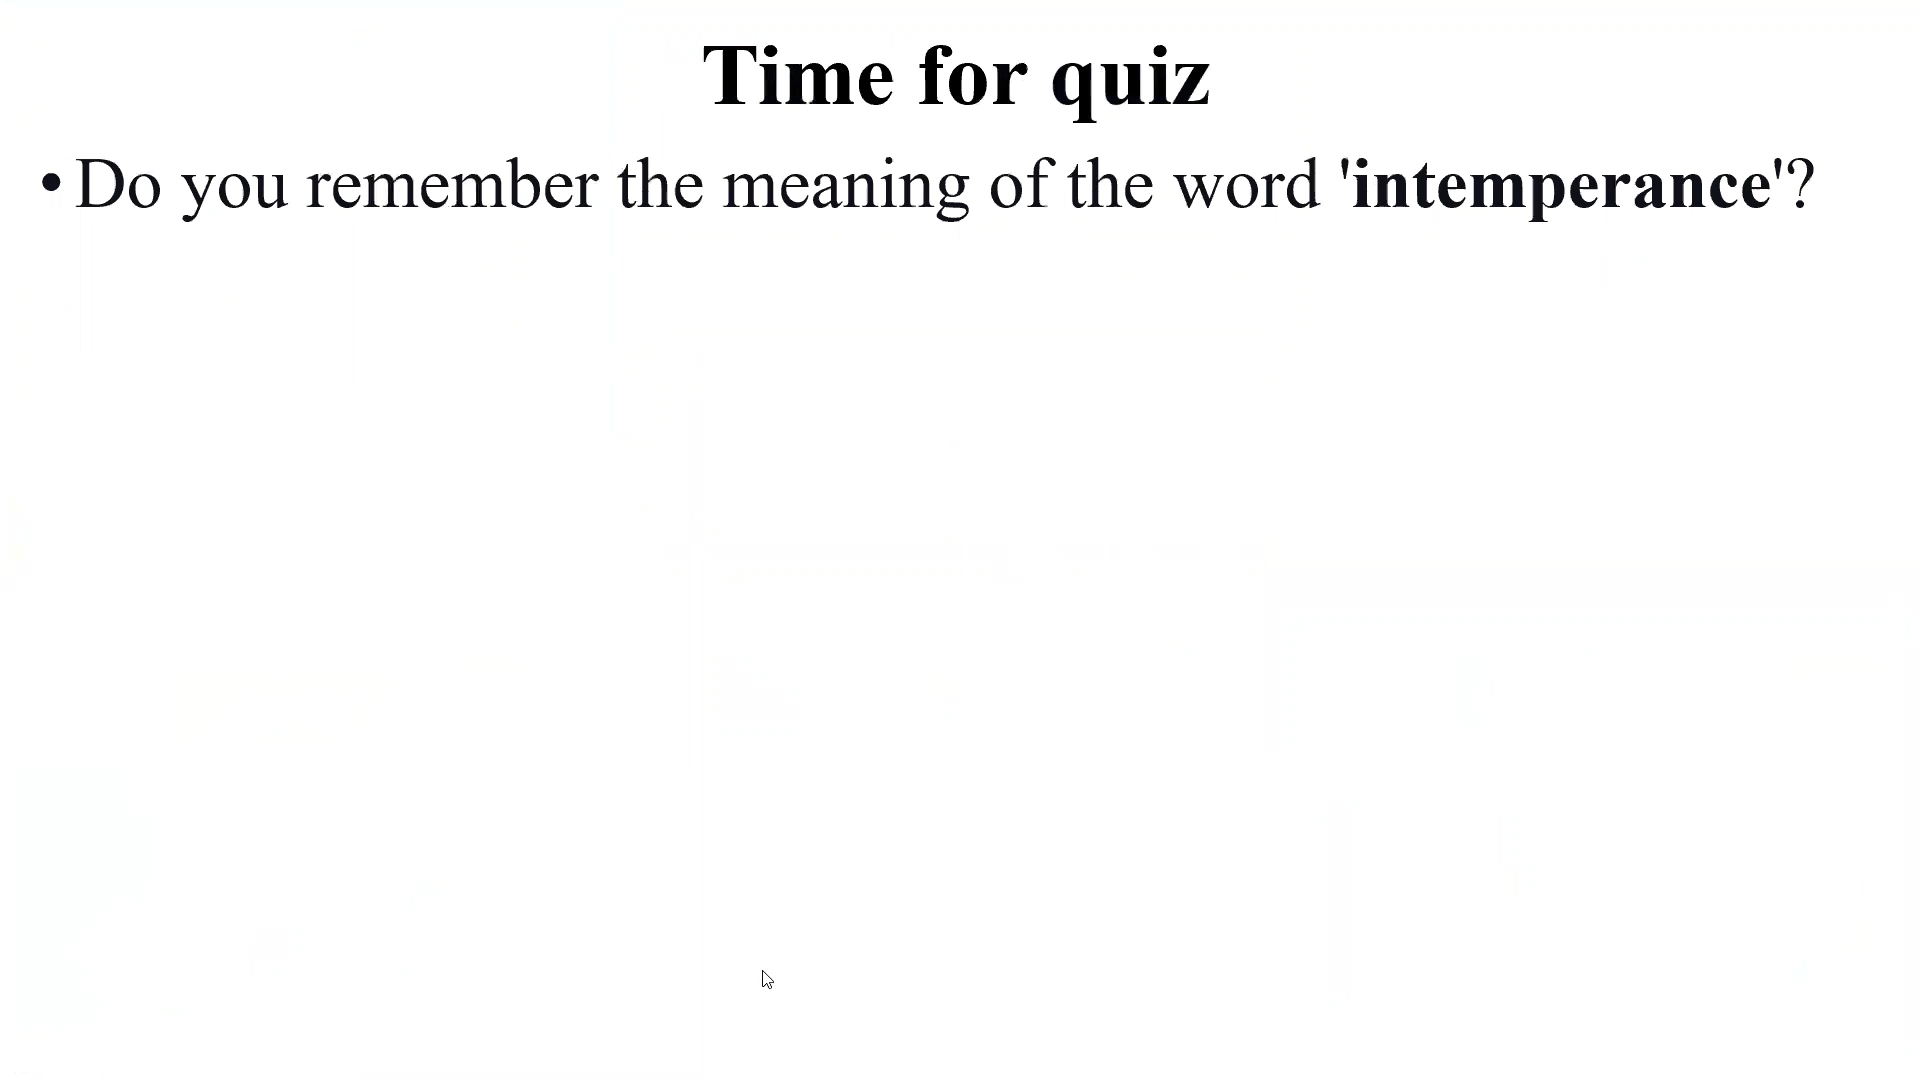 Time for quiz
• Do you remember the meaning of the word 'intemperance'?